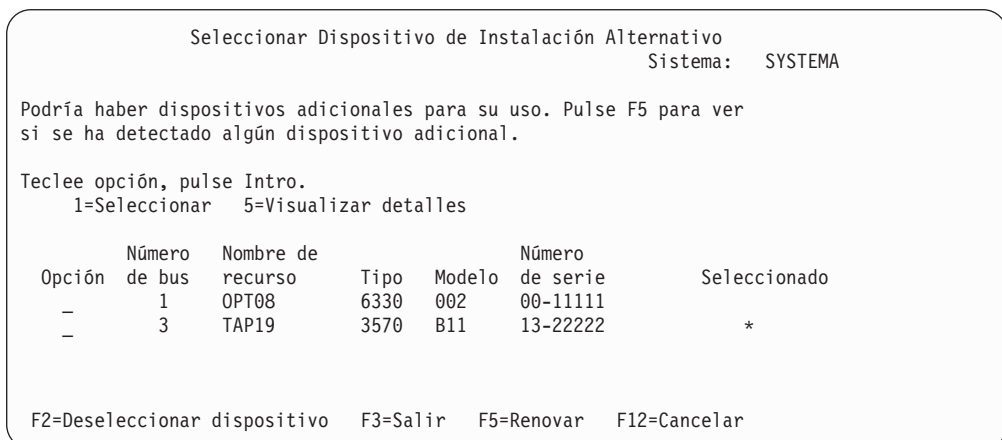 Seleccionar Dispositivo de Instalación Alternativo
Sistema: SYSTEMA
Podría haber dispositivos adicionales para su uso. Pulse F5 para ver
si se ha detectado algún dispositivo adicional.
Teclee opción, pulse Intro.
1=Seleccionar 5=Visualizar detalles
Número Nombre de Número
Opción de bus recurso Tipo Modelo de serie Seleccionado
_ 1 OPT08 6330 002 00-11111
_ 3 TAP19 3570 B11 13-22222 *
F2=Deseleccionar dispositivo F3=Salir F5=Renovar F12=Cancelar